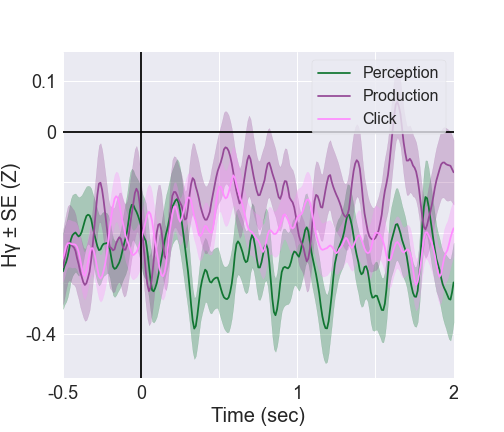 Perception
Production
Click
0.1
0
-0.4
Hγ ± SE (Z)
-0.5
0
1
2
Time (sec)